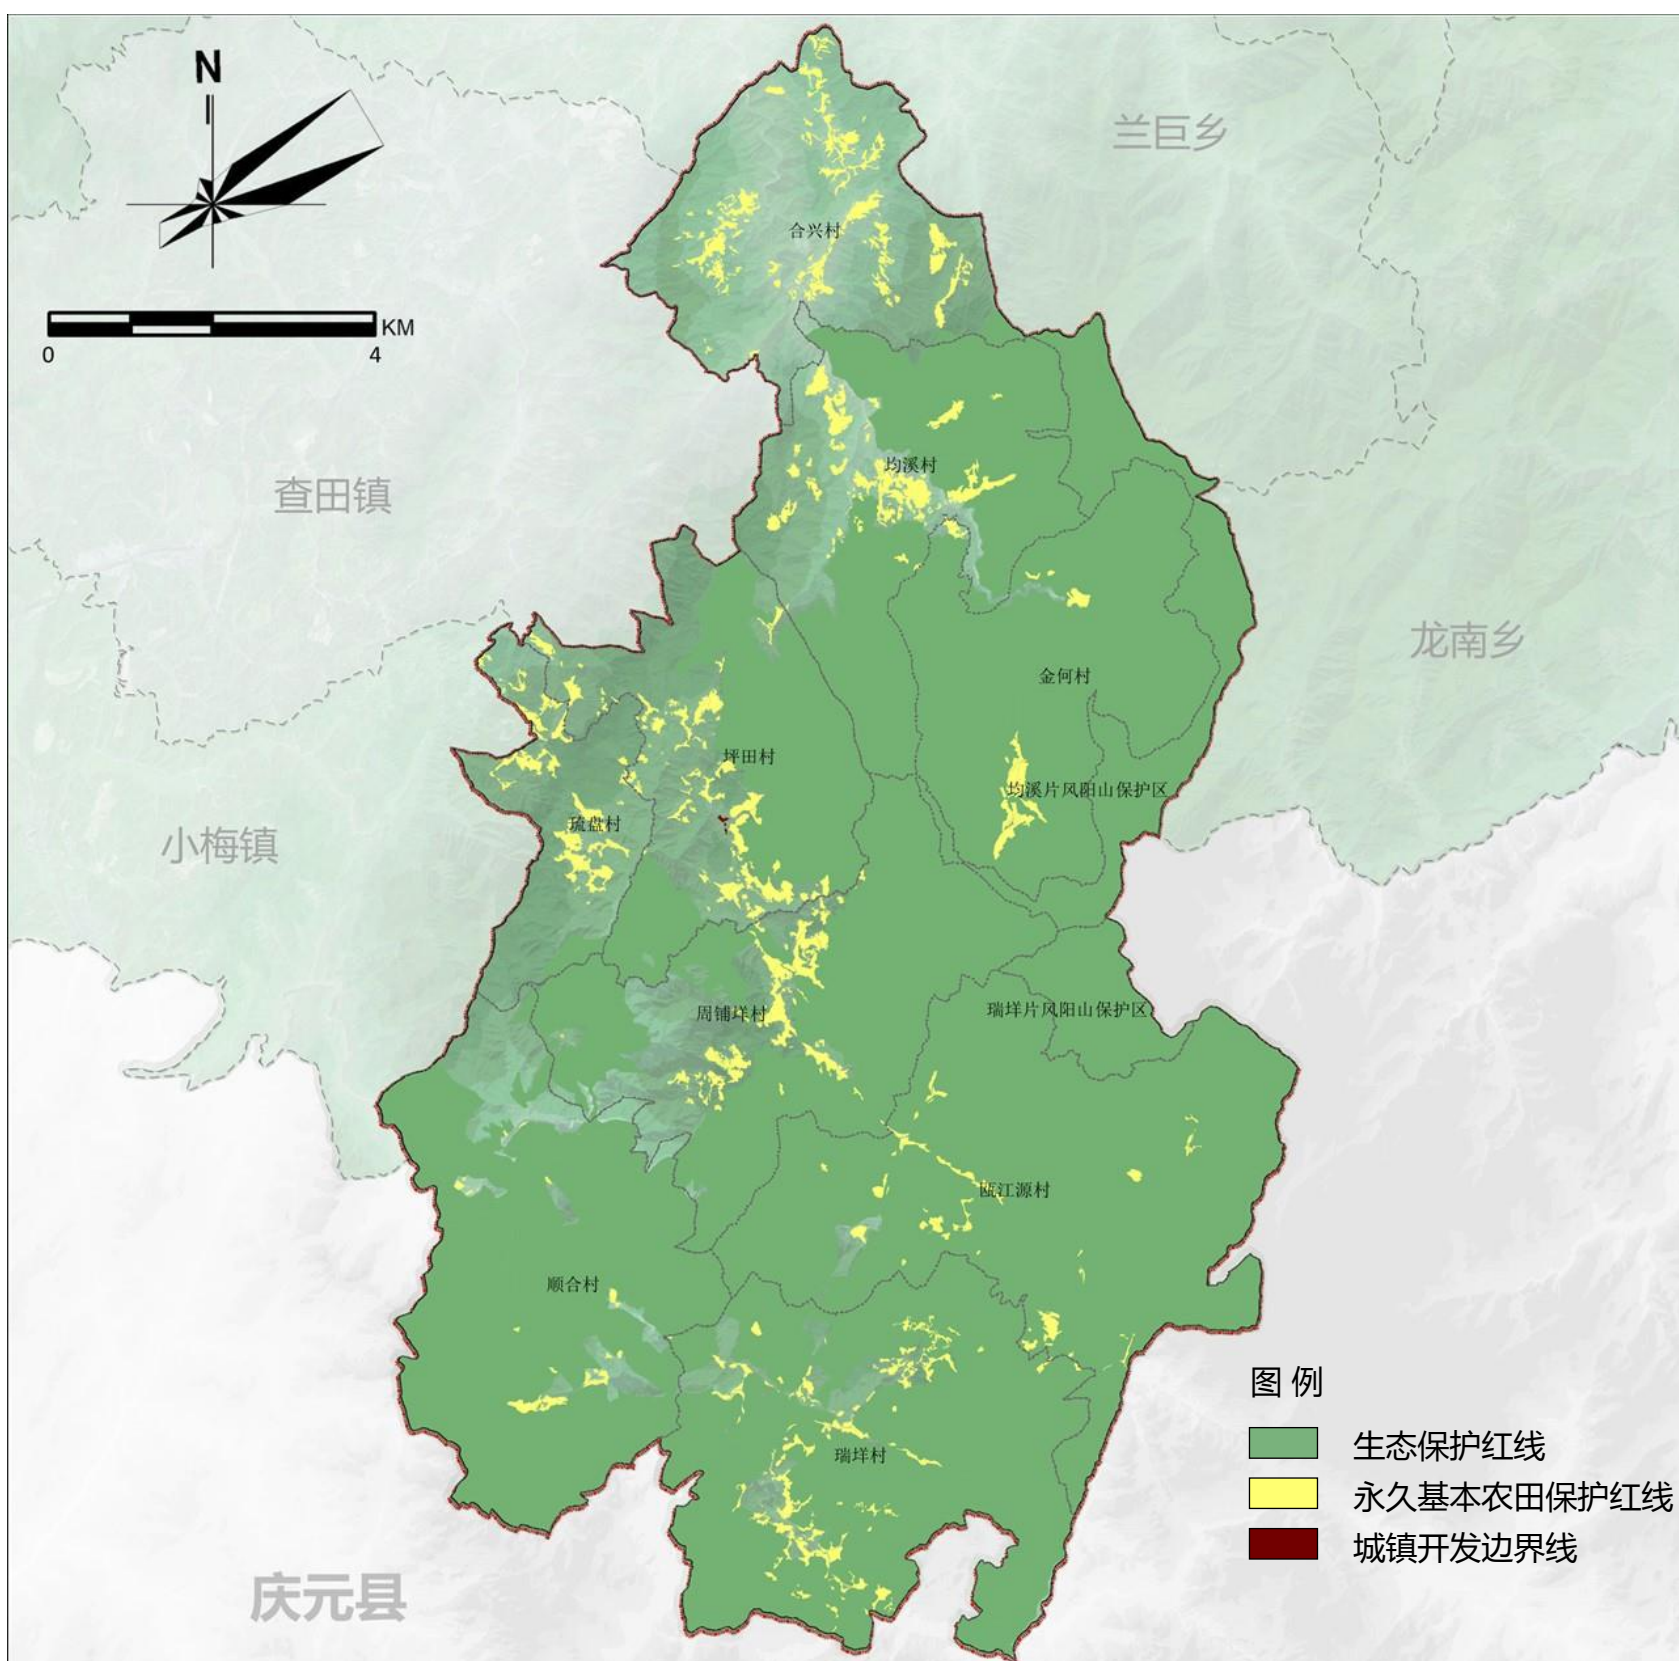 N
兰巨乡
合兴村
KM
0
4
均溪村
查田镇
龙南乡
金何村
坪田村
均溪片凤阳山保护区
琉盘村
小梅镇
瑞垟片凤阳山保护区
周铺垟村
瓯江源村
顺合村
图 例
生态保护红线
瑞垟村
永久基本农田保护红线
城镇开发边界线
庆元县